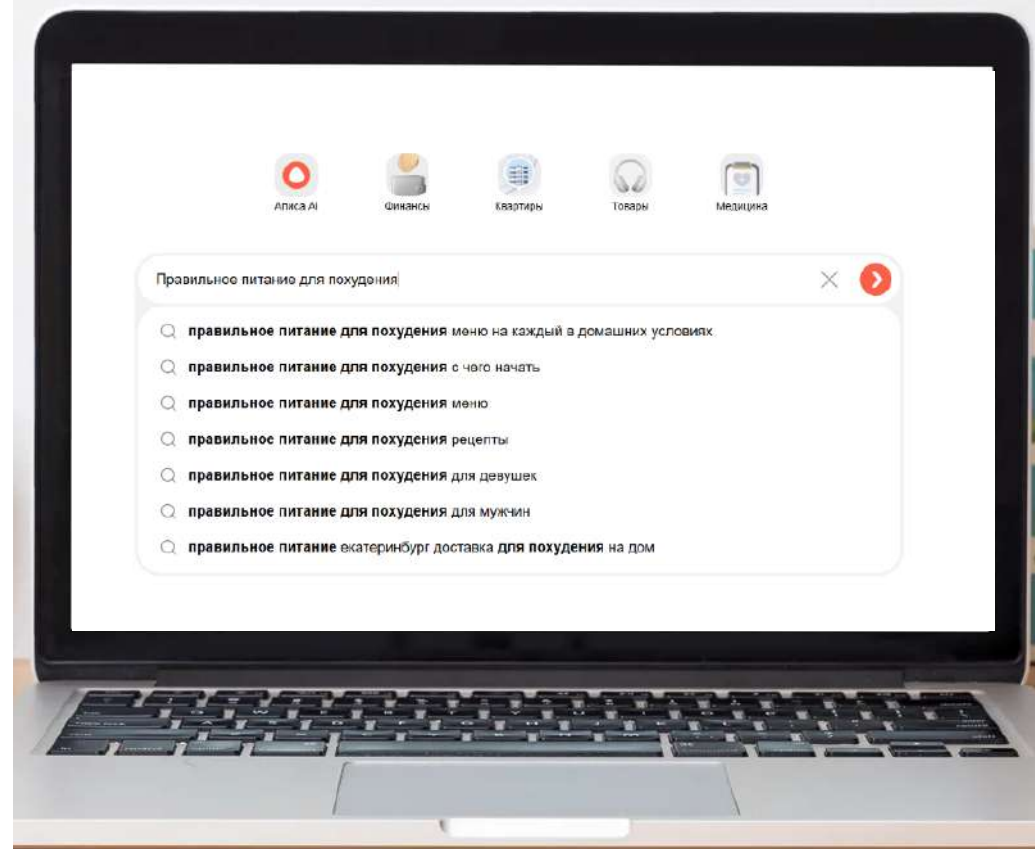 Алиса AI
Финансы
Квартиры
Товары
Медицина
Правильное питание для похудения
правильное питание для похудения меню на каждый в домашних условиях
правильное питание для похудения с чего начать
правильное питание для похудения меню
правильное питание для похудения рецепты
правильное питание для похудения для девушек
правильное питание для похудения для мужчин
правильное питание екатеринбург доставка для похудения на дом